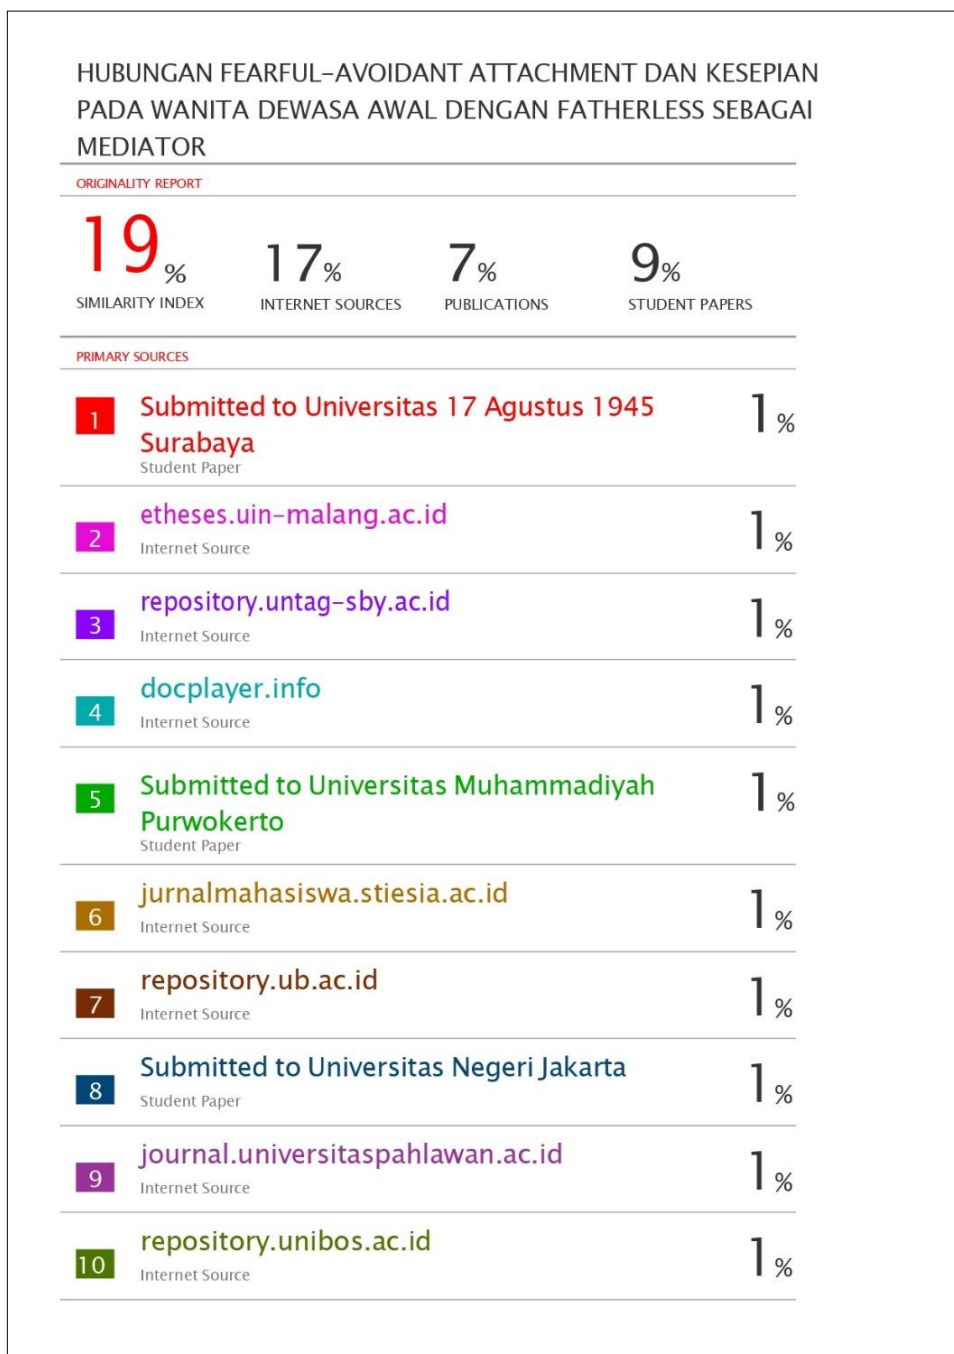 HUBUNGAN FEARFUL-AVOIDANT ATTACHMENT DAN KESEPIAN
PADA WANITA DEWASA AWAL DENGAN FATHERLESS SEBAGAI
MEDIATOR
ORIGINALITY REPORT
19% 17% 7% 9%
SIMILARITY INDEX INTERNET SOURCES PUBLICATIONS STUDENT PAPERS
PRIMARY SOURCES
1 Submitted to Universitas 17 Agustus 1945 1%
Surabaya
Student Paper
2 etheses.uin-malang.ac.id 1%
Internet Source
3 repository.untag-sby.ac.id 1%
Internet Source
4 docplayer.info 1%
Internet Source
5 Submitted to Universitas Muhammadiyah 1%
Purwokerto
Student Paper
6 jurnalmahasiswa.stiesia.ac.id 1%
Internet Source
7 repository.ub.ac.id 1%
Internet Source
8 Submitted to Universitas Negeri Jakarta 1%
Student Paper
9 journal.universitaspahlawan.ac.id 1%
Internet Source
10 repository.unibos.ac.id 1%
Internet Source